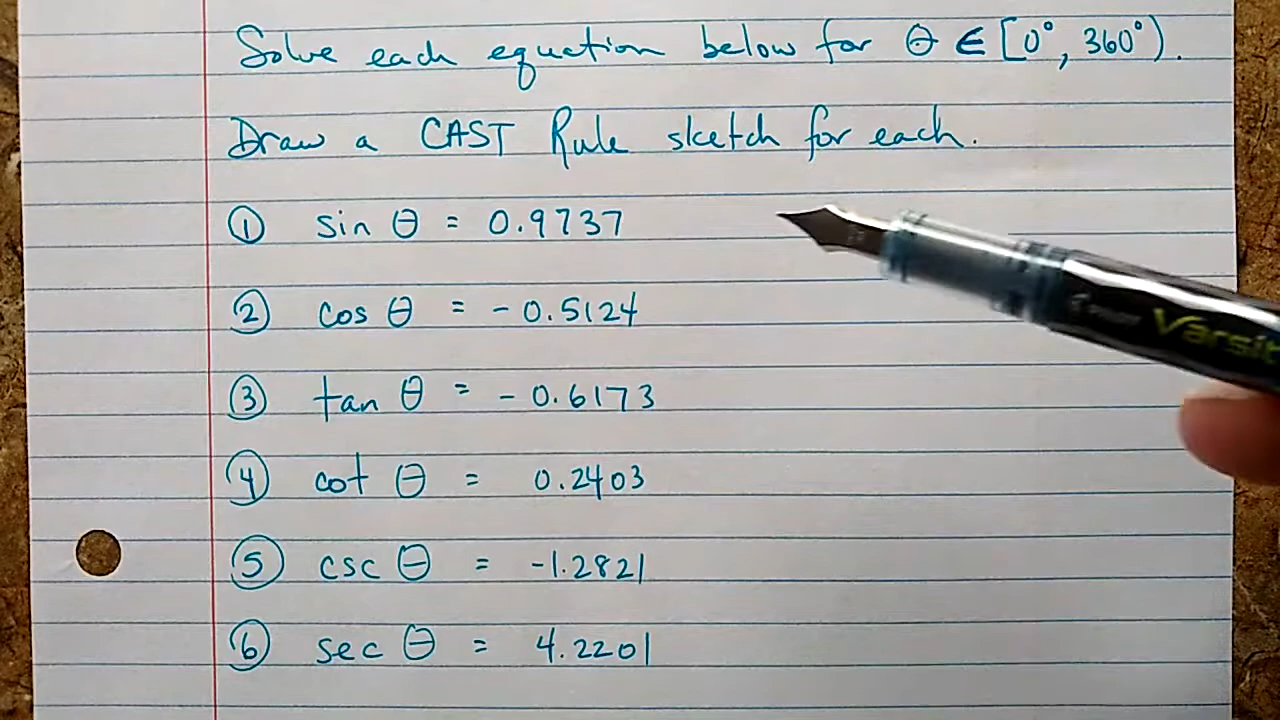 Solve each equation below for θ ∈ [0°, 360°).
Draw a CAST Rule sketch for each.
① sin θ = 0.9737
② cos θ = -0.5124
③ tan θ = -0.6173
④ cot θ = 0.2403
⑤ csc θ = -1.2821
⑥ sec θ = 4.2201
Varsit